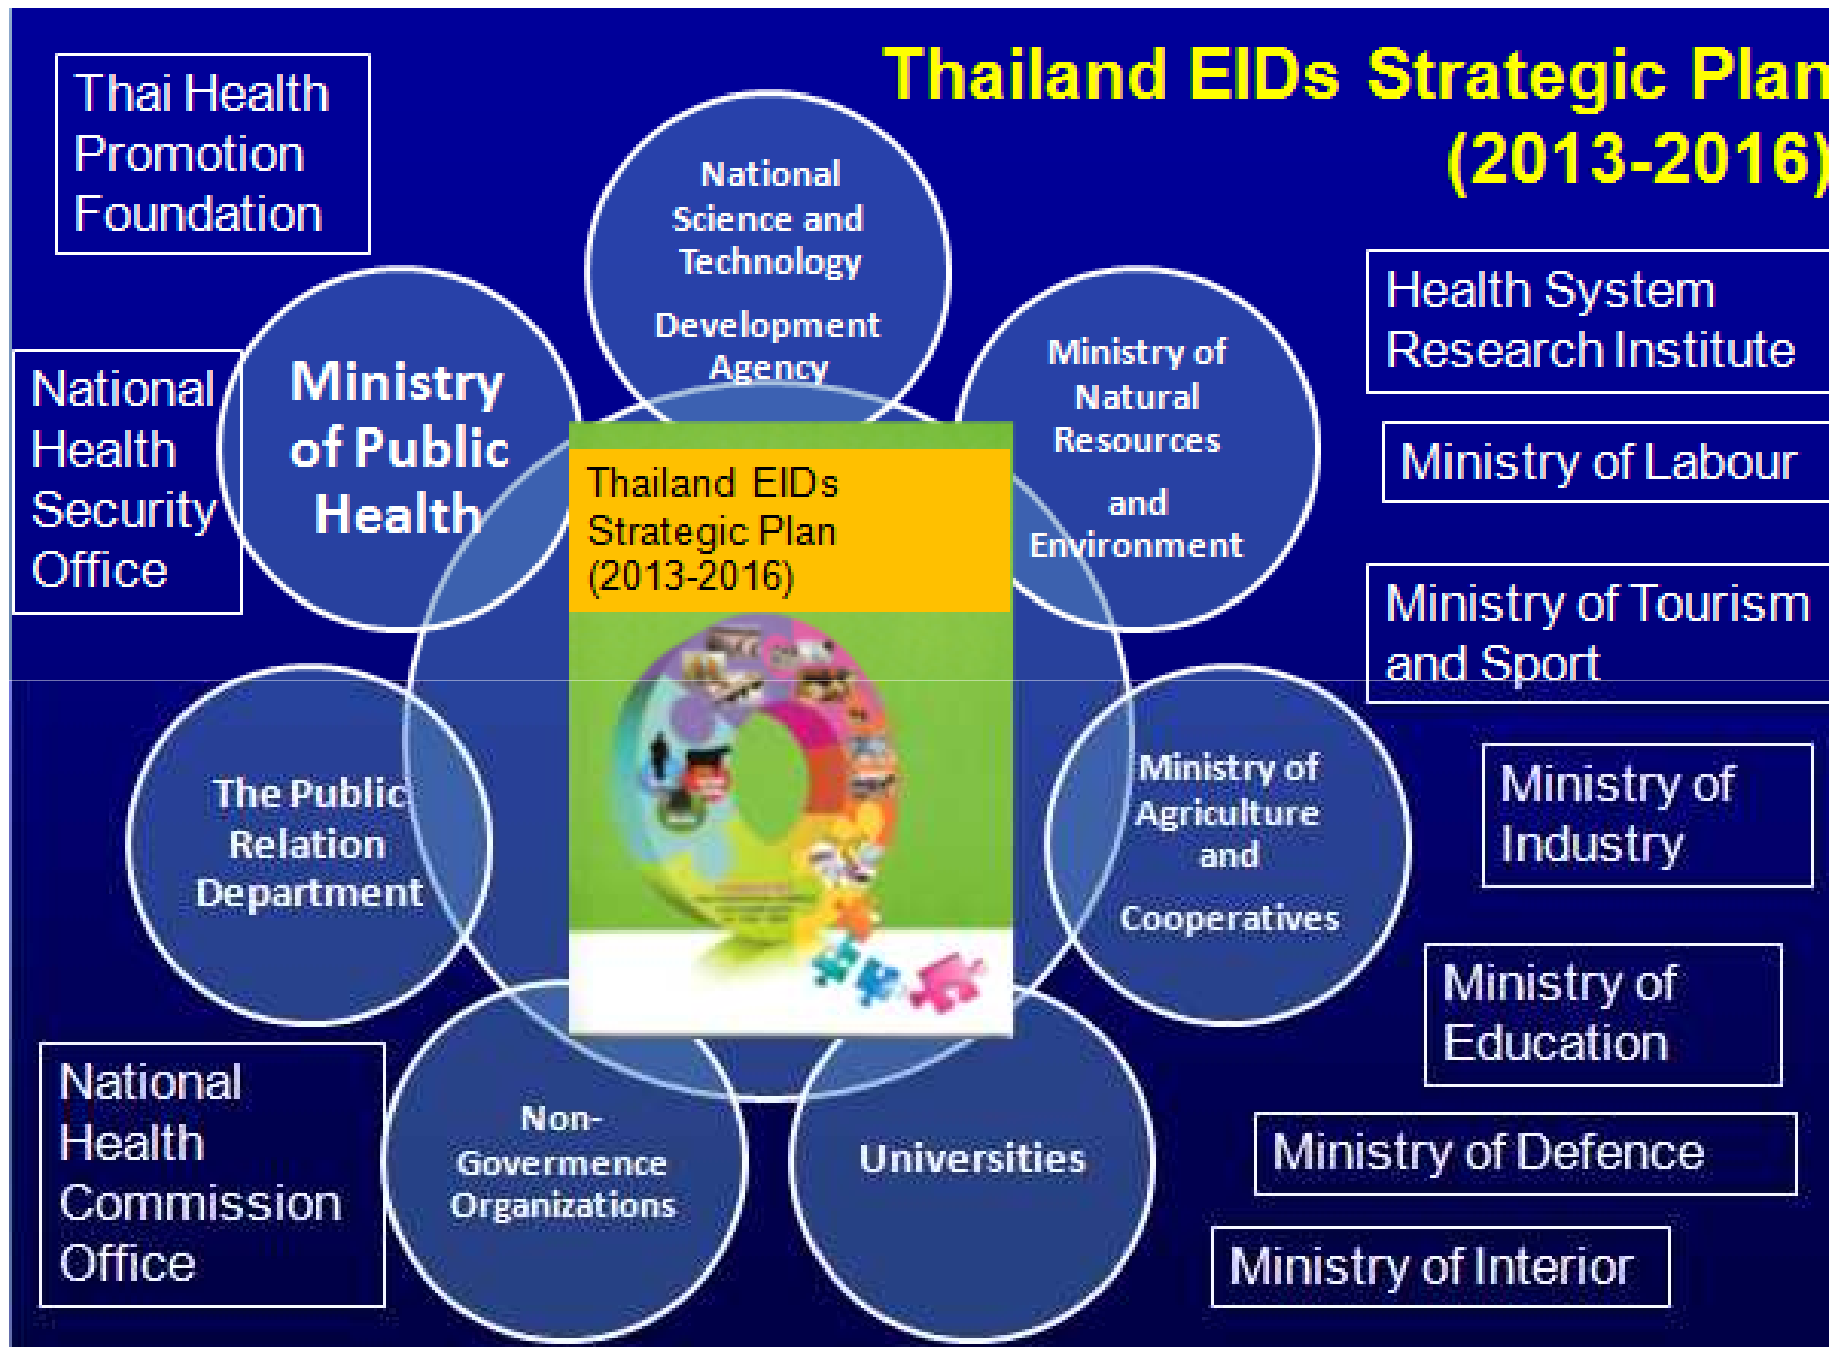 Thailand EIDs Strategic Plan
(2013-2016)
Thai Health
Promotion
Foundation
National
Science and
Technology
Development
Agency
Ministry of
Natural
Resources
and
Environment
Health System
Research Institute
National
Health
Security
Office
Ministry
of Public
Health
Thailand EIDs
Strategic Plan
(2013-2016)
Ministry of Labour
Ministry of Tourism
and Sport
The Public
Relation
Department
Ministry of
Agriculture
and
Cooperatives
Ministry of
Industry
Ministry of
Education
National
Health
Commission
Office
Non-
Govermence
Organizations
Universities
Ministry of Defence
Ministry of Interior